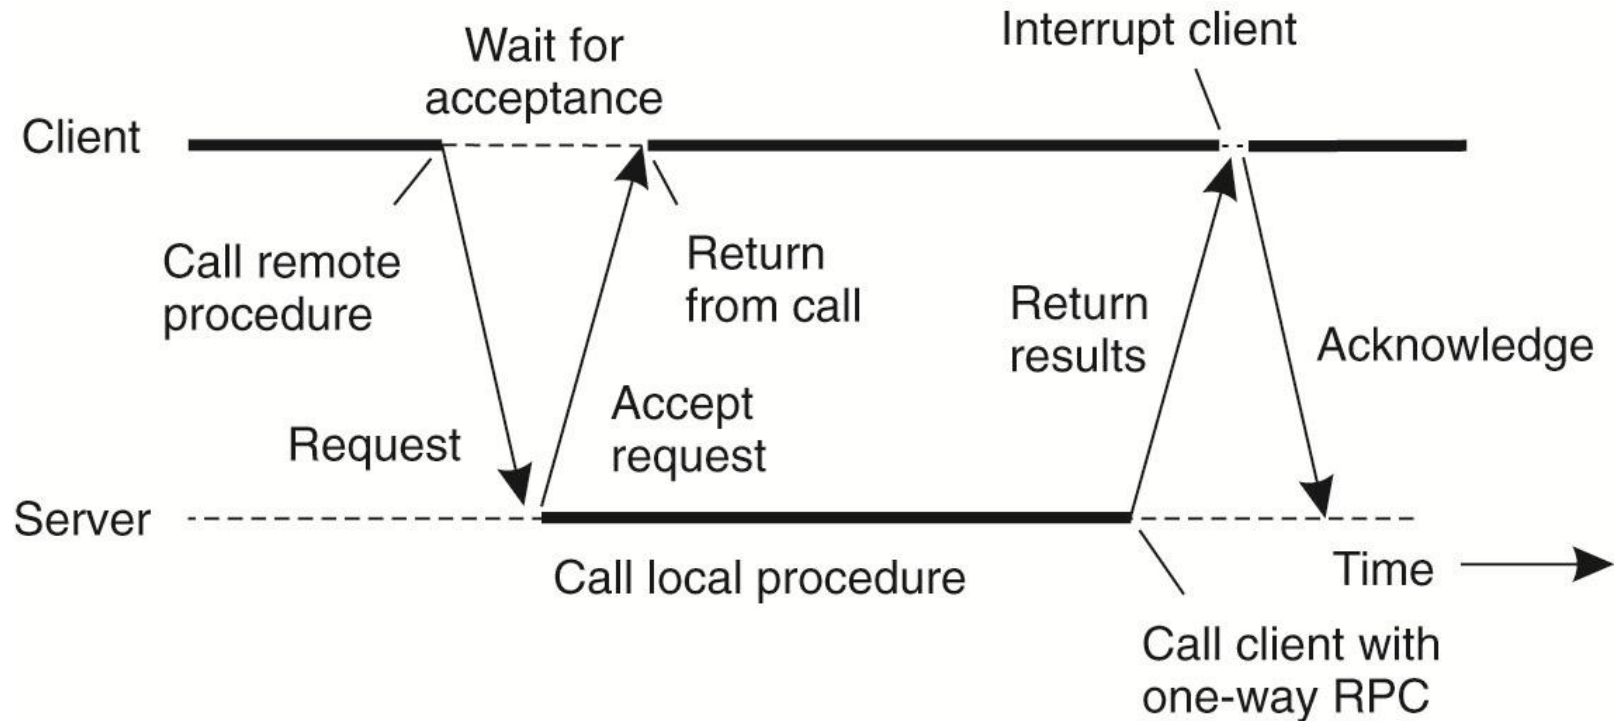 Interrupt client
Wait for
acceptance
Client
Call remote
procedure
Return
from call
Return
results
Acknowledge
Accept
request
Request
Server
Call local procedure
Time
Call client with
one-way RPC